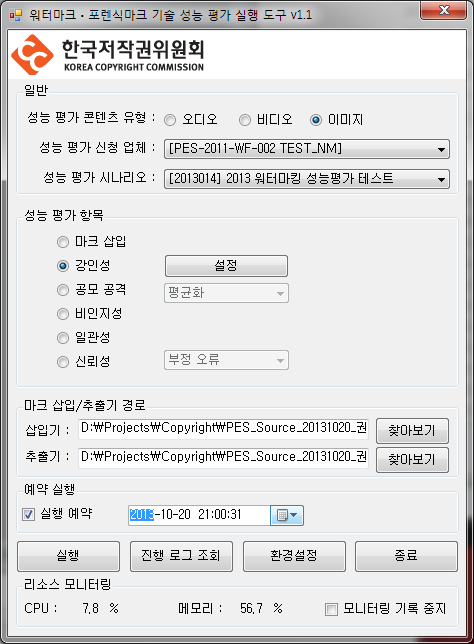 워터마크 · 포렌식마크 기술 성능 평가 실행 도구 v1.1
한국저작권위원회
KOREA COPYRIGHT COMMISSION
일반
성능 평가 콘텐츠 유형 : 오디오 비디오 이미지
성능 평가 신청 업체 : [PES-2011-WF-002 TEST_NM]
성능 평가 시나리오 : [2013014] 2013 워터마킹 성능평가 테스트
성능 평가 항목
마크 삽입
강인성 설정
공모 공격 평균화
비인지성
일관성
신뢰성 부정 오류
마크 삽입/추출기 경로
삽입기 : D:\Projects\Copyright\PES_Source_20131020_권 찾아보기
추출기 : D:\Projects\Copyright\PES_Source_20131020_권 찾아보기
예약 실행
실행 예약 2013-10-20 21:00:31
실행 진행 로그 조회 환경설정 종료
리소스 모니터링
CPU : 7.8 % 메모리 : 56.7 % 모니터링 기록 중지